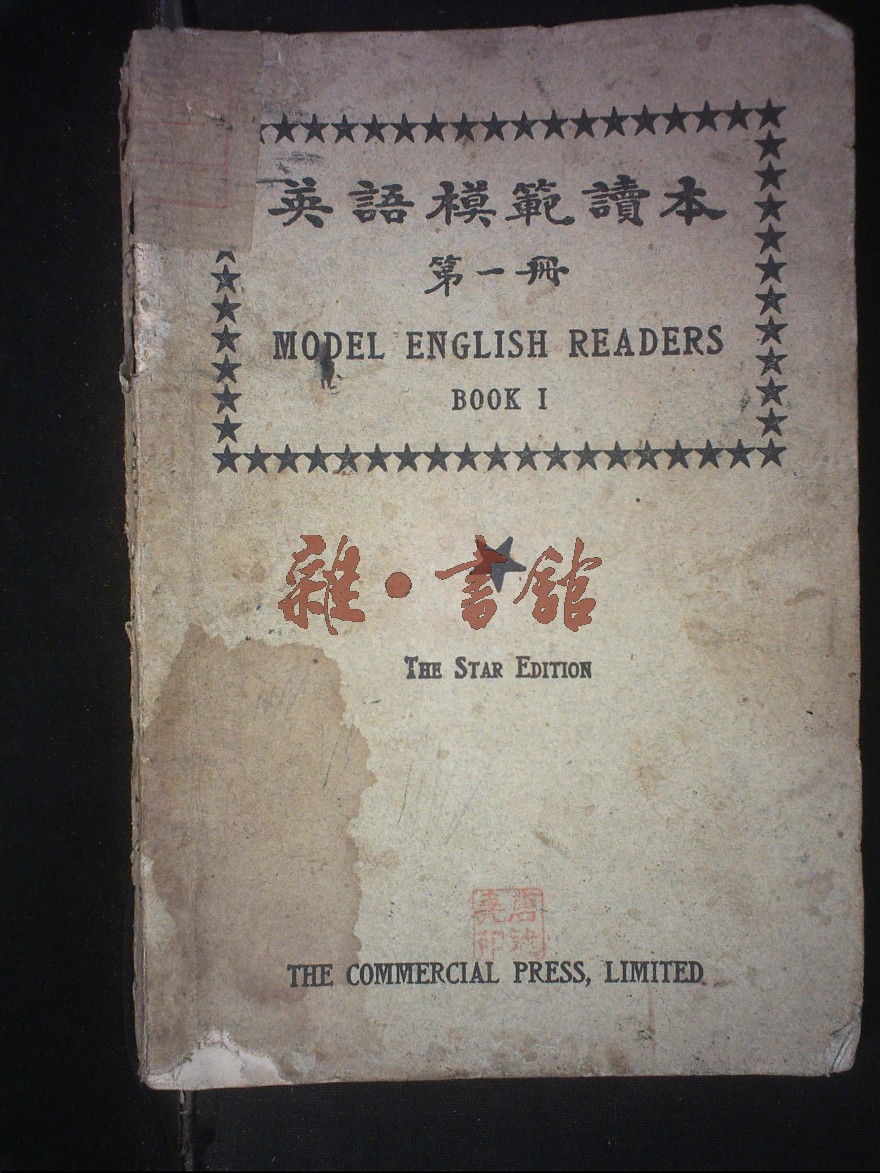 英語模範讀本
第一冊
MODEL ENGLISH READERS
BOOK I
雜·書館
THE STAR EDITION
THE COMMERCIAL PRESS, LIMITED